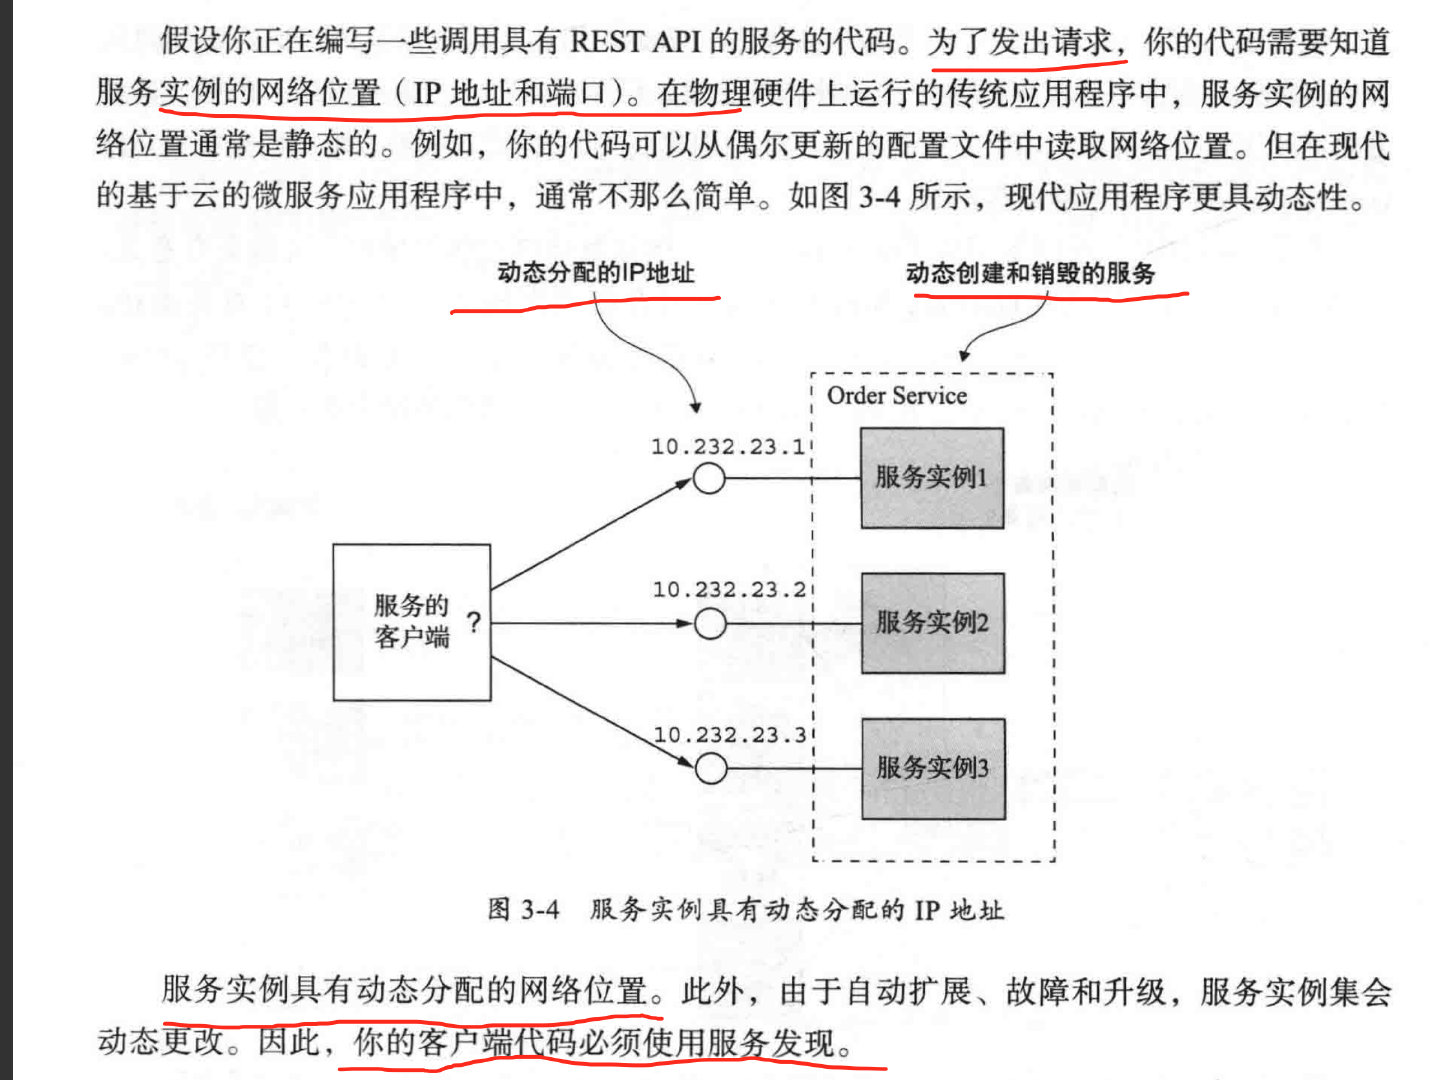 假设你正在编写一些调用具有 REST API 的服务的代码。为了发出请求，你的代码需要知道
服务实例的网络位置（IP 地址和端口）。在物理硬件上运行的传统应用程序中，服务实例的网
络位置通常是静态的。例如，你的代码可以从偶尔更新的配置文件中读取网络位置。但在现代
的基于云的微服务应用程序中，通常不那么简单。如图 3-4 所示，现代应用程序更具动态性。
动态分配的IP地址
动态创建和销毁的服务
Order Service
10.232.23.1
服务实例1
10.232.23.2
服务实例2
服务的
客户端
?
10.232.23.3
服务实例3
图 3-4 服务实例具有动态分配的 IP 地址
服务实例具有动态分配的网络位置。此外，由于自动扩展、故障和升级，服务实例集会
动态更改。因此，你的客户端代码必须使用服务发现。